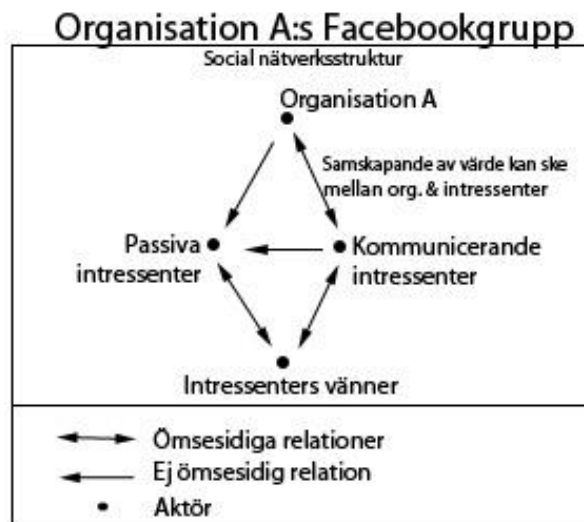 Organisation A:s Facebookgrupp
Social nätverksstruktur
Organisation A
Samskapande av värde kan ske
mellan org. & intressenter
Passiva
intressenter
Kommunicerande
intressenter
Intressenters vänner
Ömsesidiga relationer
Ej ömsesidig relation
Aktör